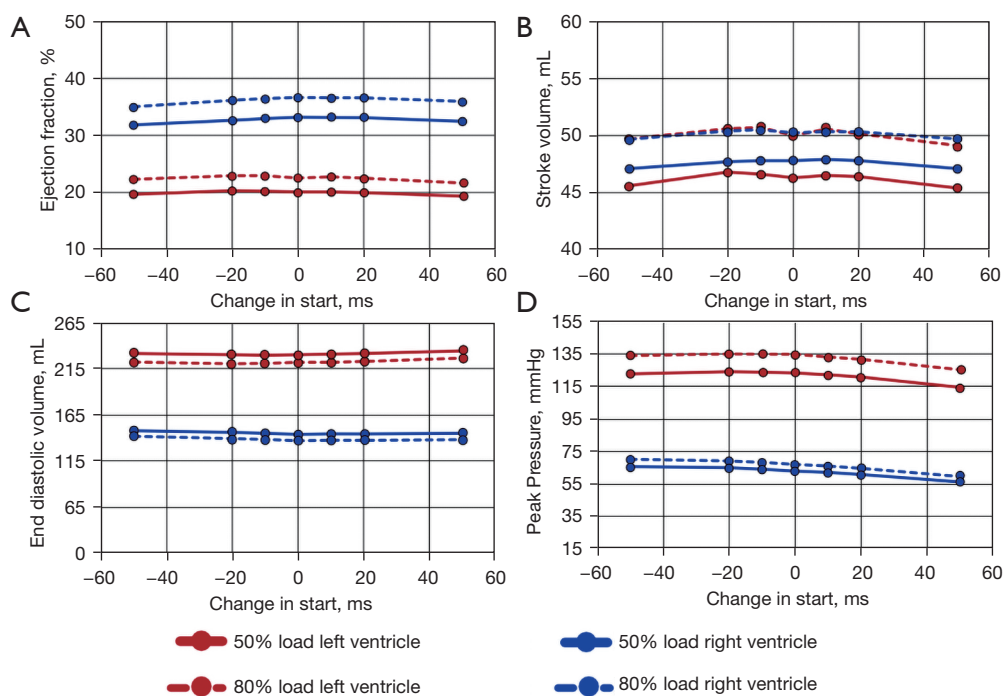 A
Ejection fraction, %
50
40
30
20
10
−60 −40 −20 0 20 40 60
Change in start, ms
B
Stroke volume, mL
60
55
50
45
40
−60 −40 −20 0 20 40 60
Change in start, ms
C
End diastolic volume, mL
265
215
165
115
65
0
−60 −40 −20 0 20 40 60
Change in start, ms
D
Peak Pressure, mmHg
155
135
115
95
75
55
35
15
−60 −40 −20 0 20 40 60
Change in start, ms
50% load left ventricle
50% load right ventricle
80% load left ventricle
80% load right ventricle